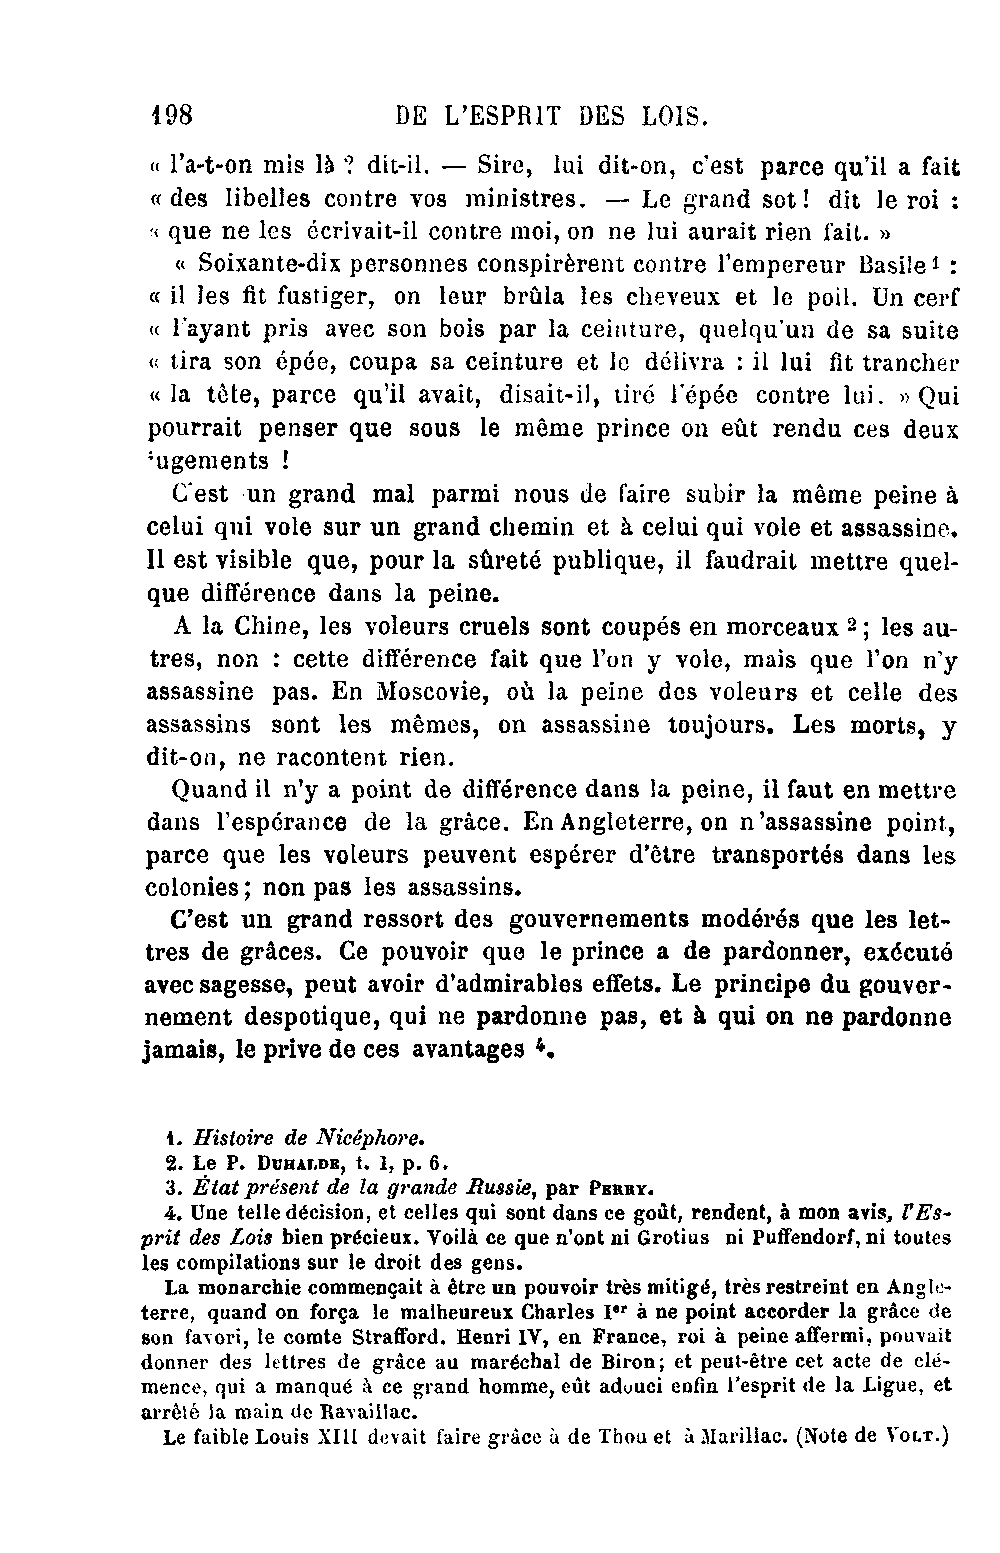 198 DE L'ESPRIT DES LOIS.
« l'a-t-on mis là ? dit-il. — Sire, lui dit-on, c'est parce qu'il a fait
« des libelles contre vos ministres. — Le grand sot! dit le roi :
« que ne les écrivait-il contre moi, on ne lui aurait rien fait. »
« Soixante-dix personnes conspirèrent contre l'empereur Basile 1 :
« il les fit fustiger, on leur brûla les cheveux et le poil. Un cerf
« l'ayant pris avec son bois par la ceinture, quelqu'un de sa suite
« tira son épée, coupa sa ceinture et le délivra : il lui fit trancher
« la tête, parce qu'il avait, disait-il, tiré l'épée contre lui. » Qui
pourrait penser que sous le même prince on eût rendu ces deux
jugements !
C'est un grand mal parmi nous de faire subir la même peine à
celui qui vole sur un grand chemin et à celui qui vole et assassine.
Il est visible que, pour la sûreté publique, il faudrait mettre quel-
que différence dans la peine.
A la Chine, les voleurs cruels sont coupés en morceaux 2 ; les au-
tres, non : cette différence fait que l'on y vole, mais que l'on n'y
assassine pas. En Moscovie, où la peine des voleurs et celle des
assassins sont les mêmes, on assassine toujours. Les morts, y
dit-on, ne racontent rien.
Quand il n'y a point de différence dans la peine, il faut en mettre
dans l'espérance de la grâce. En Angleterre, on n'assassine point,
parce que les voleurs peuvent espérer d'être transportés dans les
colonies; non pas les assassins.
C'est un grand ressort des gouvernements modérés que les let-
tres de grâces. Ce pouvoir que le prince a de pardonner, exécuté
avec sagesse, peut avoir d'admirables effets. Le principe du gouver-
nement despotique, qui ne pardonne pas, et à qui on ne pardonne
jamais, le prive de ces avantages 4.
1. Histoire de Nicéphore.
2. Le P. DUHALDE, t. 1, p. 6.
3. État présent de la grande Russie, par PERRY.
4. Une telle décision, et celles qui sont dans ce goût, rendent, à mon avis, l'Es-
prit des Lois bien précieux. Voilà ce que n'ont ni Grotius ni Puffendorf, ni toutes
les compilations sur le droit des gens.
La monarchie commençait à être un pouvoir très mitigé, très restreint en Angle-
terre, quand on força le malheureux Charles Ier à ne point accorder la grâce de
son favori, le comte Strafford. Henri IV, en France, roi à peine affermi, pouvait
donner des lettres de grâce au maréchal de Biron; et peut-être cet acte de clé-
mence, qui a manqué à ce grand homme, eût adouci enfin l'esprit de la Ligue, et
arrêté la main de Ravaillac.
Le faible Louis XIII devait faire grâce à de Thou et à Marillac. (Note de VOLT.)